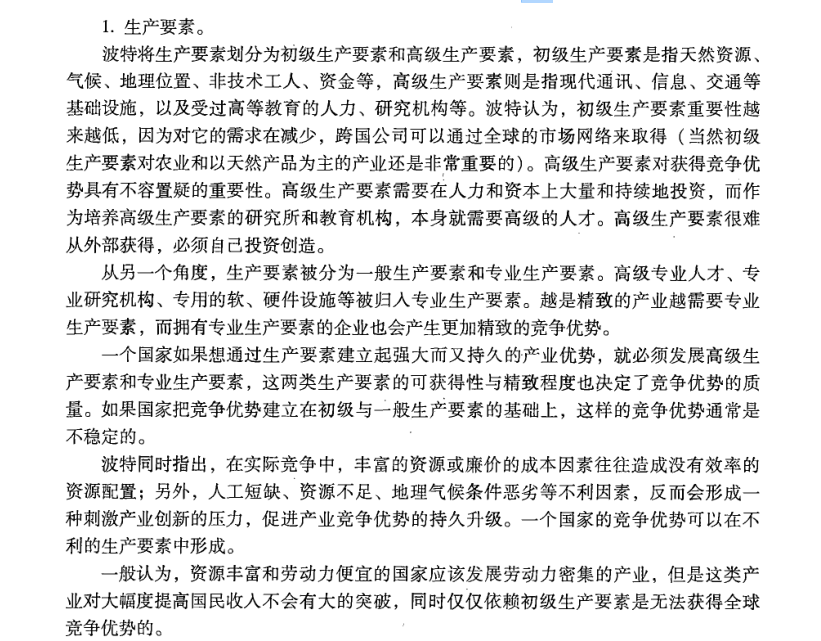 1. 生产要素。
波特将生产要素划分为初级生产要素和高级生产要素，初级生产要素是指天然资源、
气候、地理位置、非技术工人、资金等，高级生产要素则是指现代通讯、信息、交通等
基础设施，以及受过高等教育的人力、研究机构等。波特认为，初级生产要素重要性越
来越低，因为对它的需求在减少，跨国公司可以通过全球的市场网络来取得（当然初级
生产要素对农业和以天然产品为主的产业还是非常重要的）。高级生产要素对获得竞争优
势具有不容置疑的重要性。高级生产要素需要在人力和资本上大量和持续地投资，而作
为培养高级生产要素的研究所和教育机构，本身就需要高级的人才。高级生产要素很难
从外部获得，必须自己投资创造。
从另一个角度，生产要素被分为一般生产要素和专业生产要素。高级专业人才、专
业研究机构、专用的软、硬件设施等被归入专业生产要素。越是精致的产业越需要专业
生产要素，而拥有专业生产要素的企业也会产生更加精致的竞争优势。
一个国家如果想通过生产要素建立起强大而又持久的产业优势，就必须发展高级生
产要素和专业生产要素，这两类生产要素的可获得性与精致程度也决定了竞争优势的质
量。如果国家把竞争优势建立在初级与一般生产要素的基础上，这样的竞争优势通常是
不稳定的。
波特同时指出，在实际竞争中，丰富的资源或廉价的成本因素往往造成没有效率的
资源配置；另外，人工短缺、资源不足、地理气候条件恶劣等不利因素，反而会形成一
种刺激产业创新的压力，促进产业竞争优势的持久升级。一个国家的竞争优势可以在不
利的生产要素中形成。
一般认为，资源丰富和劳动力便宜的国家应该发展劳动力密集的产业，但是这类产
业对大幅度提高国民收入不会有大的突破，同时仅仅依赖初级生产要素是无法获得全球
竞争优势的。